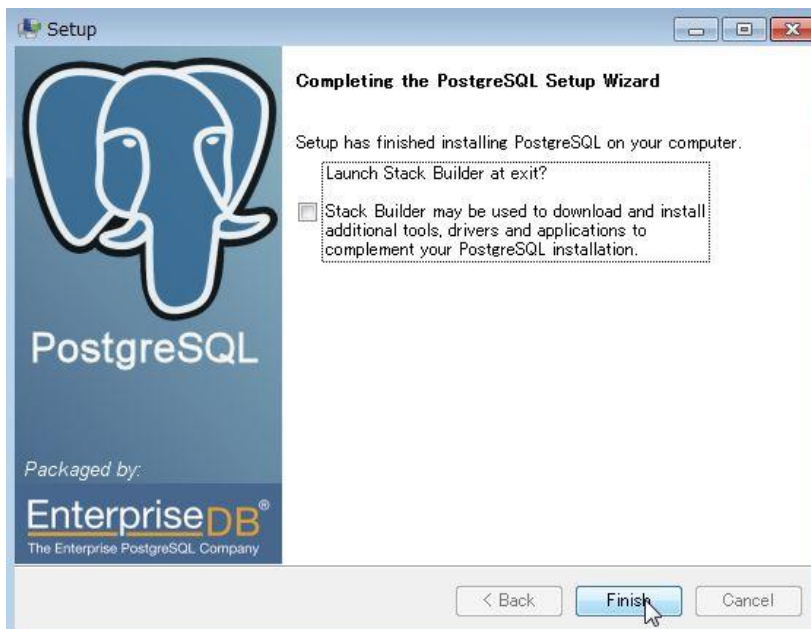 Setup
Completing the PostgreSQL Setup Wizard
Setup has finished installing PostgreSQL on your computer.
Launch Stack Builder at exit?
Stack Builder may be used to download and install
additional tools, drivers and applications to
complement your PostgreSQL installation.
PostgreSQL
Packaged by:
EnterpriseDB®
The Enterprise PostgreSQL Company
< Back
Finish
Cancel